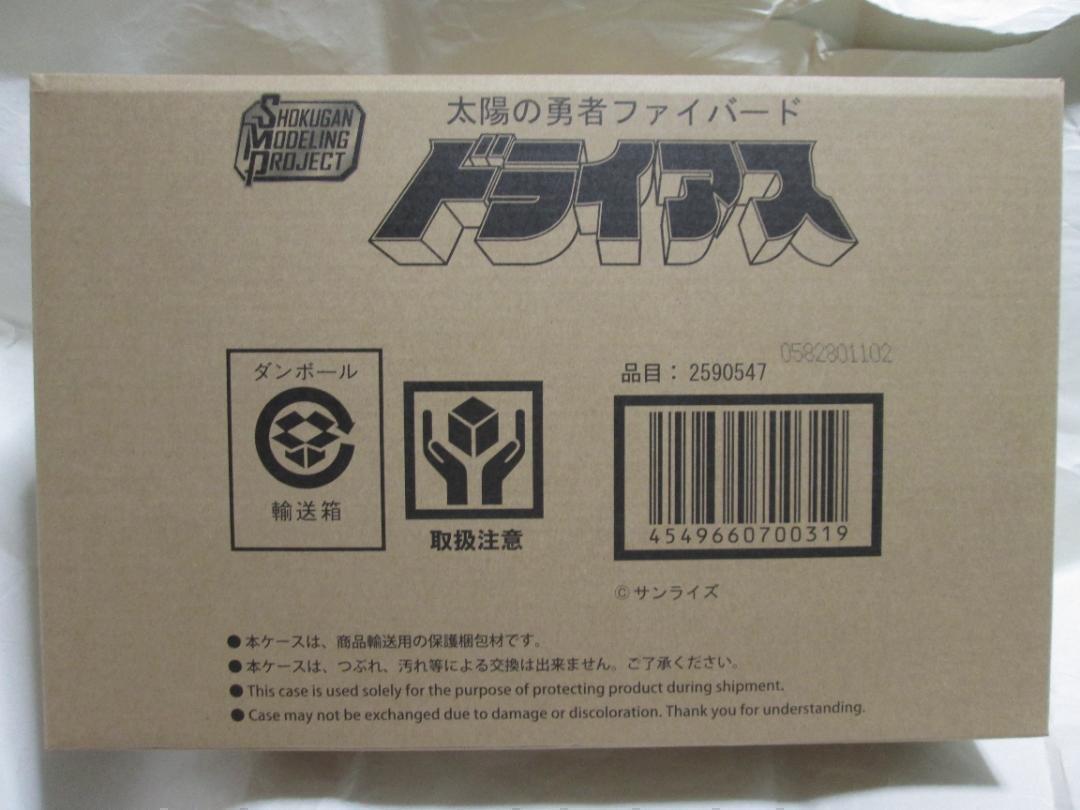 SHOKUGAN
MODELING
PROJECT
太陽の勇者ファイバード
ドライアス
ダンボール
輸送箱
取扱注意
0582801102
品目：2590547
4549660700319
©サンライズ
●本ケースは、商品輸送用の保護梱包材です。
●本ケースは、つぶれ、汚れ等による交換は出来ません。ご了承ください。
●This case is used solely for the purpose of protecting product during shipment.
●Case may not be exchanged due to damage or discoloration. Thank you for understanding.